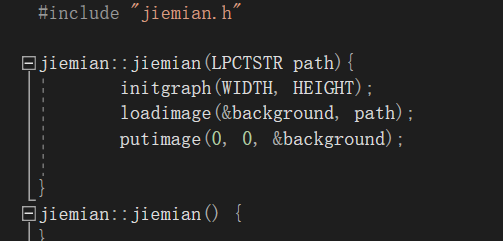 #include "jiemian.h"
jiemian::jiemian(LPCTSTR path){
initgraph(WIDTH, HEIGHT);
loadimage(&background, path);
putimage(0, 0, &background);
}
jiemian::jiemian() {
}